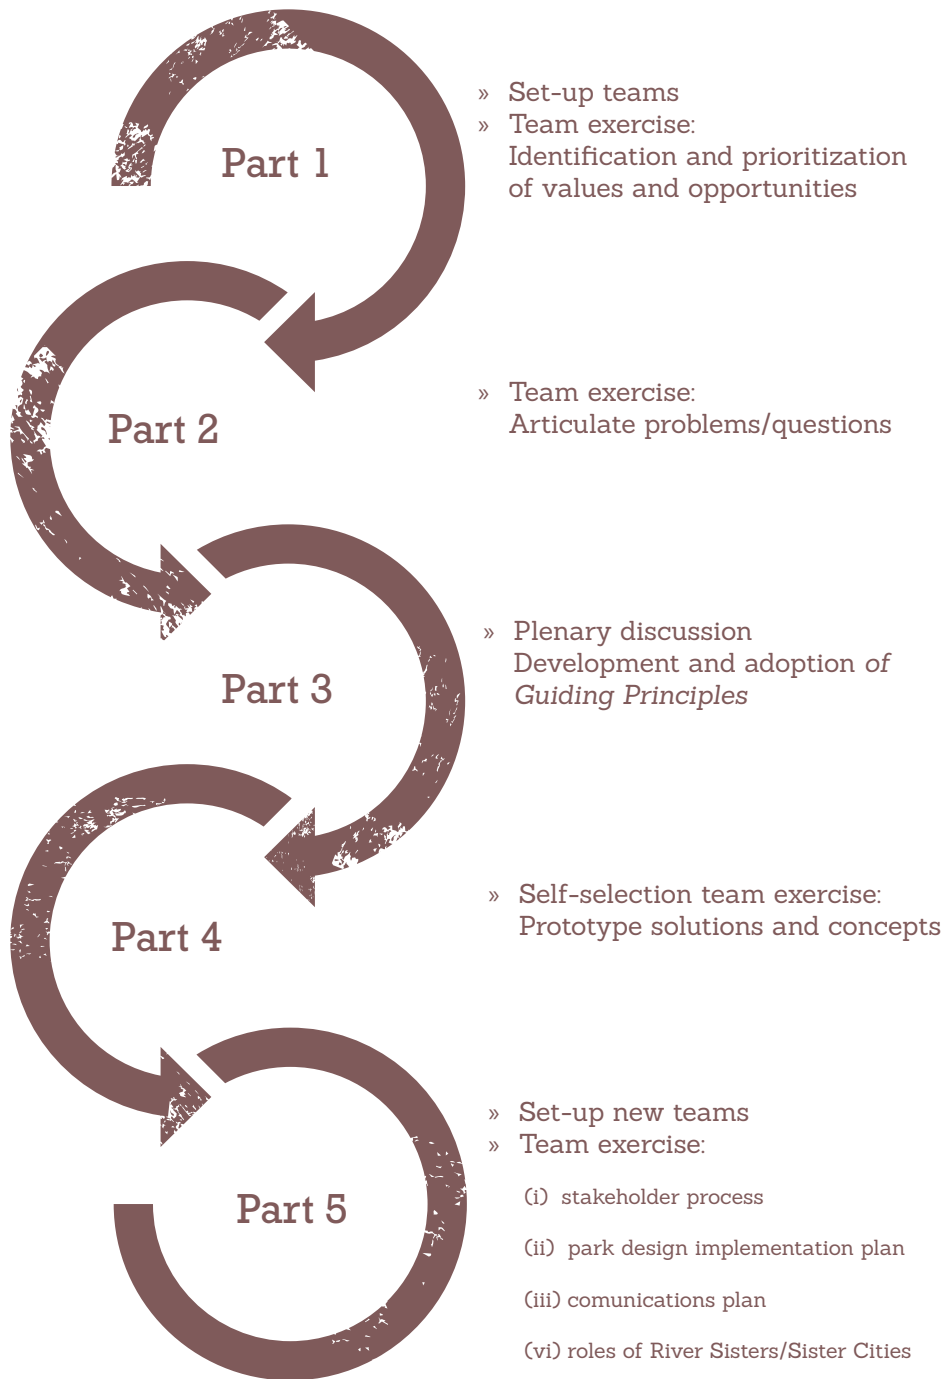 Part 1
» Set-up teams
» Team exercise:
Identification and prioritization
of values and opportunities
Part 2
» Team exercise:
Articulate problems/questions
Part 3
» Plenary discussion
Development and adoption of
Guiding Principles
Part 4
» Self-selection team exercise:
Prototype solutions and concepts
Part 5
» Set-up new teams
» Team exercise:
(i) stakeholder process
(ii) park design implementation plan
(iii) comunications plan
(vi) roles of River Sisters/Sister Cities